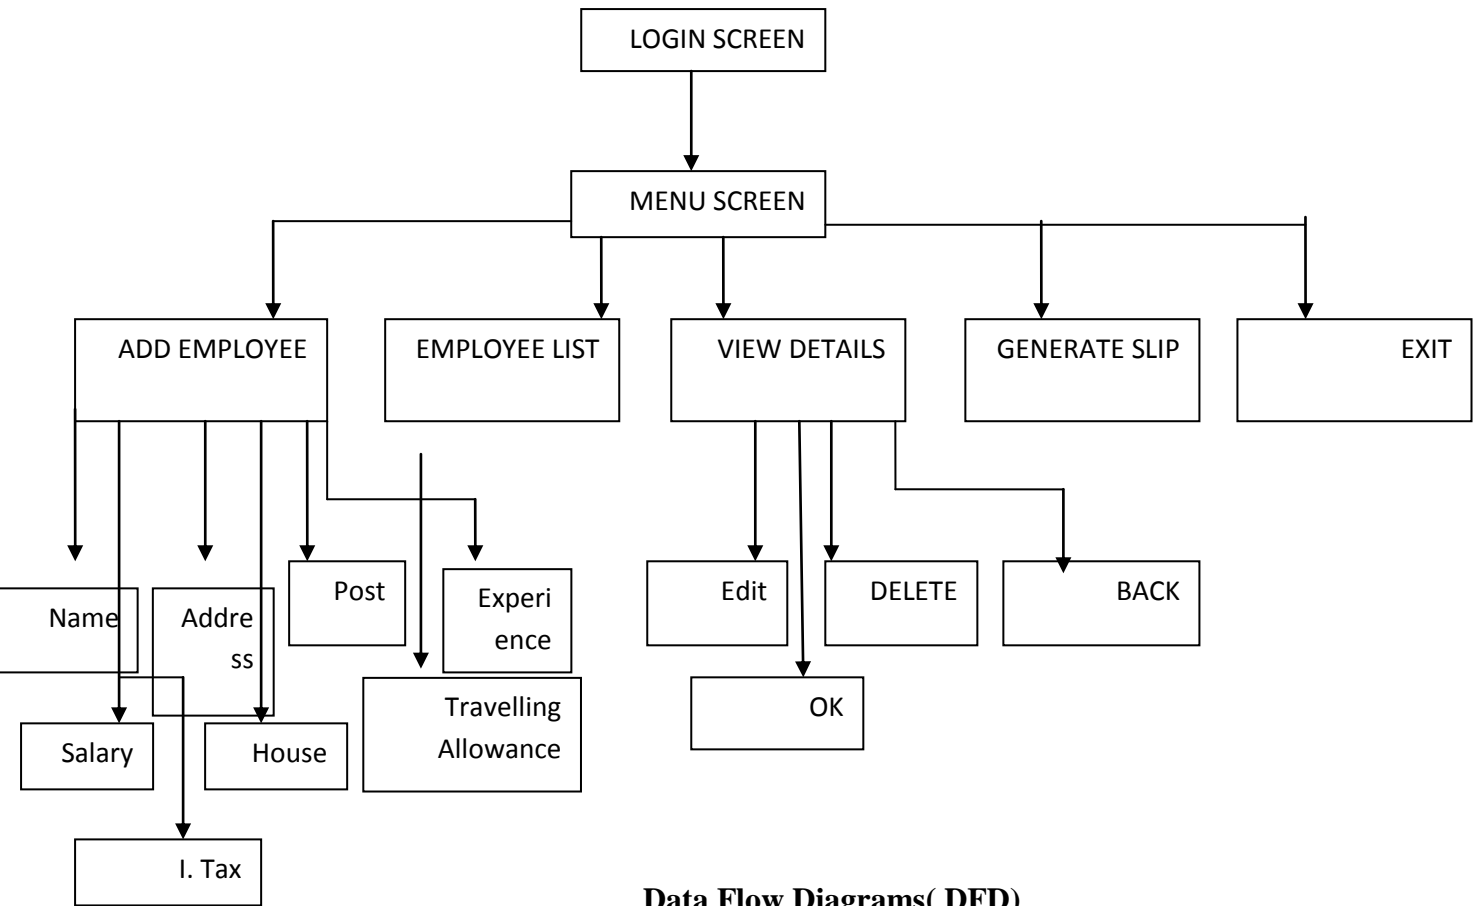 LOGIN SCREEN
MENU SCREEN
ADD EMPLOYEE
EMPLOYEE LIST
VIEW DETAILS
GENERATE SLIP
EXIT
Name
Addre
ss
Post
Experi
ence
Edit
DELETE
BACK
Salary
House
Travelling
Allowance
OK
I. Tax
Data Flow Diagrams( DFD)